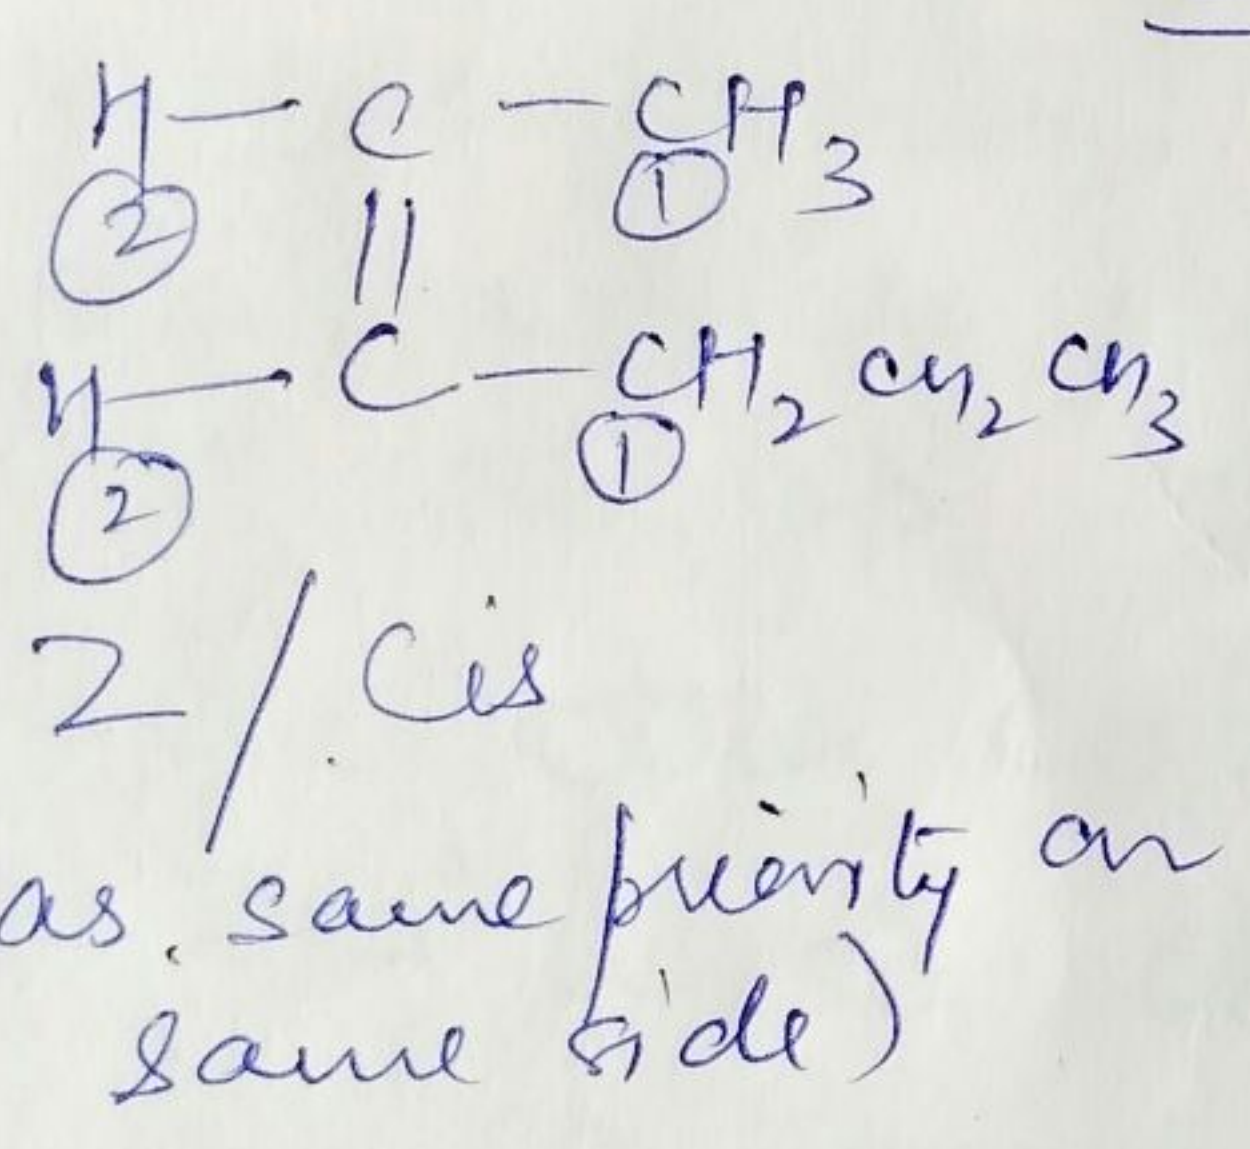 H — C — CH3
② ①
||
H — C — CH2 CH2 CH3
② ①
Z / Cis
as same priority on
same side)